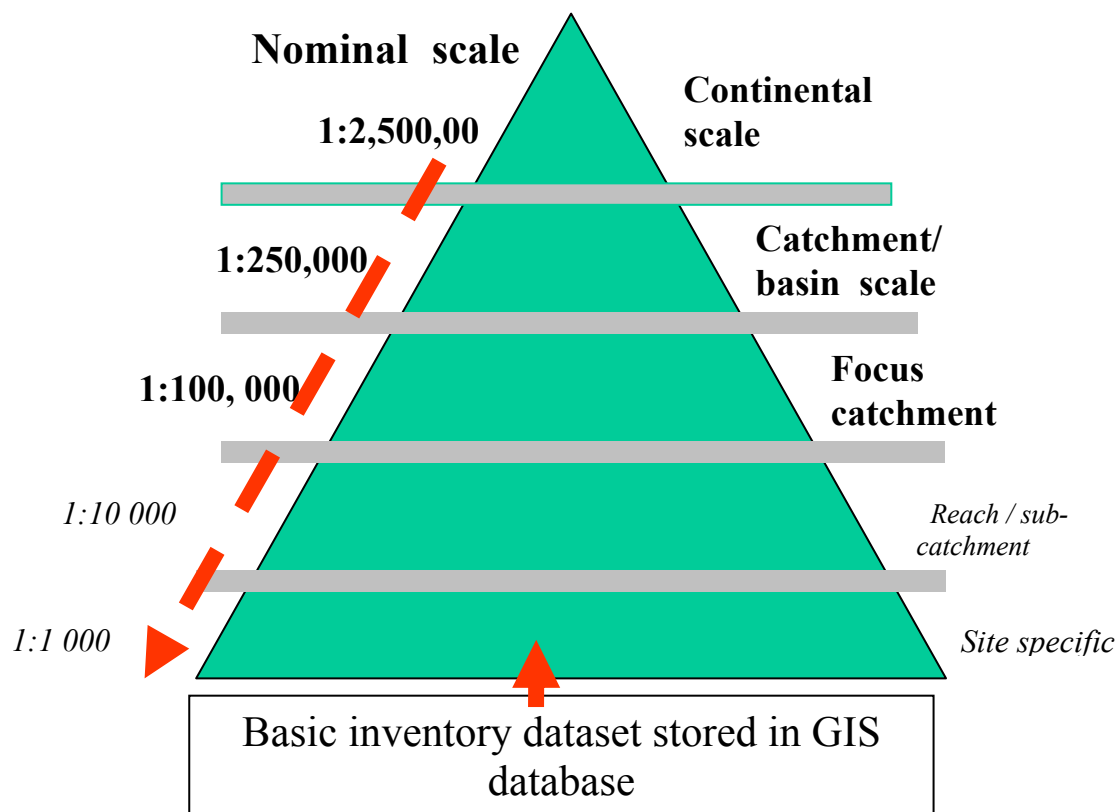 Nominal scale
Continental
scale
1:2,500,00
Catchment/
basin scale
1:250,000
Focus
catchment
1:100, 000
Reach / sub-
catchment
1:10 000
Site specific
1:1 000
Basic inventory dataset stored in GIS
database